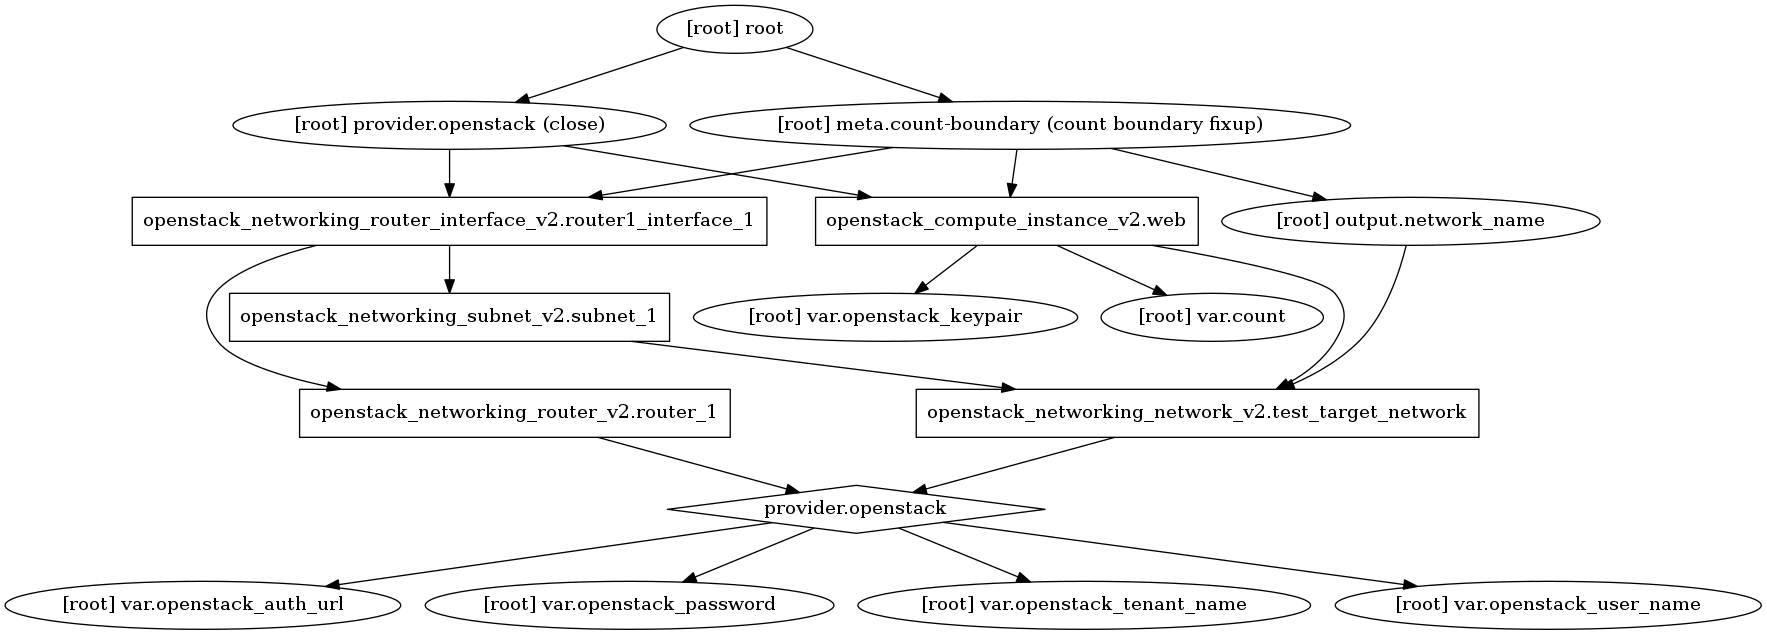 [root] root
[root] provider.openstack (close)
[root] meta.count-boundary (count boundary fixup)
openstack_networking_router_interface_v2.router1_interface_1
openstack_compute_instance_v2.web
[root] output.network_name
openstack_networking_subnet_v2.subnet_1
[root] var.openstack_keypair
[root] var.count
openstack_networking_router_v2.router_1
openstack_networking_network_v2.test_target_network
provider.openstack
[root] var.openstack_auth_url
[root] var.openstack_password
[root] var.openstack_tenant_name
[root] var.openstack_user_name